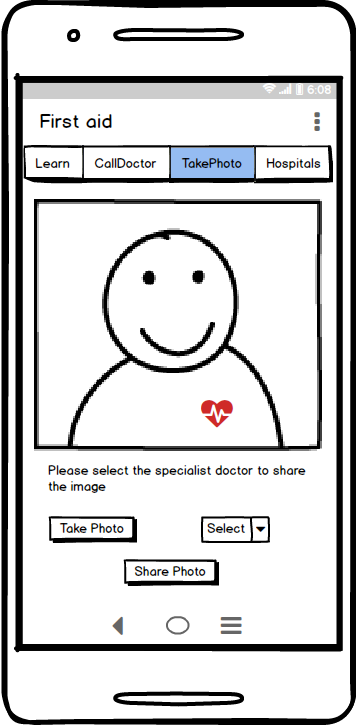 6:08
First aid
Learn CallDoctor TakePhoto Hospitals
Please select the specialist doctor to share
the image
Take Photo Select
Share Photo